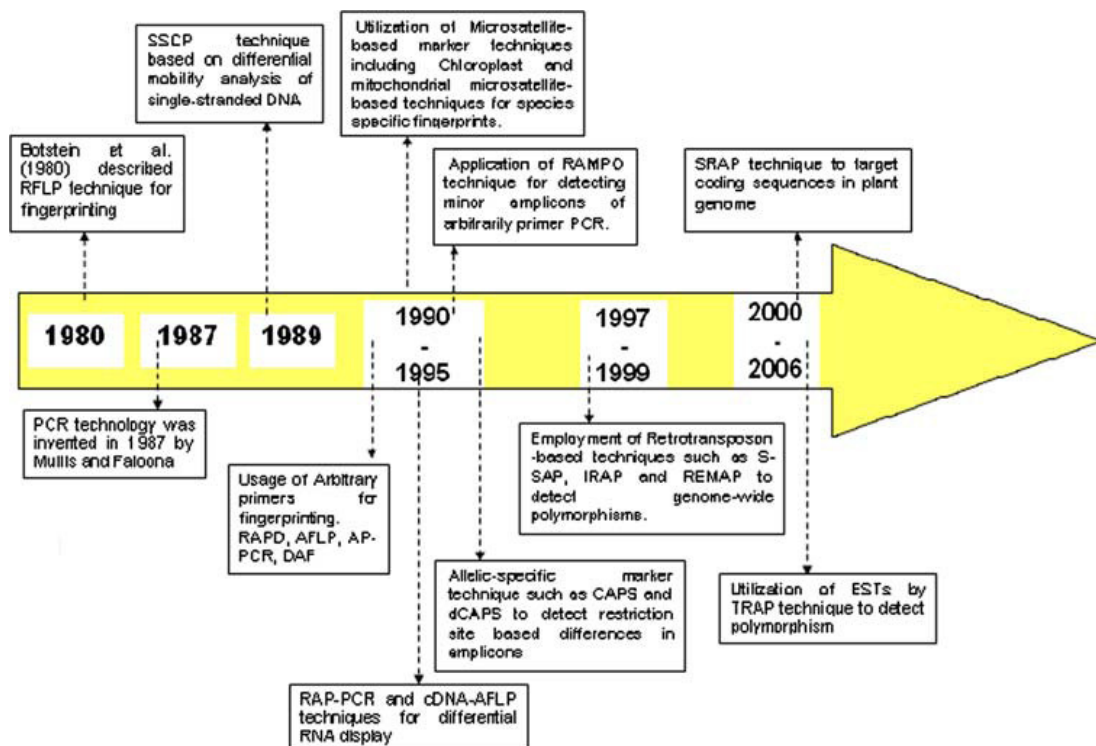 SSCP technique
based on differential
mobility analysis of
single-stranded DNA
Utilization of Microsatellite-
based marker techniques
including Chloroplast and
mitochondrial microsatellite-
based techniques for species
specific fingerprints.
Botstein et al.
(1980) described
RFLP technique for
fingerprinting
Application of RAMPO
technique for detecting
minor amplicons of
arbitrarily primer PCR.
SRAP technique to target
coding sequences in plant
genome
1980
1987
1989
1990
-
1995
1997
-
1999
2000
-
2006
PCR technology was
invented in 1987 by
Mullis and Faloona
Usage of Arbitrary
primers for
fingerprinting.
RAPD, AFLP, AP-
PCR, DAF
Employment of Retrotransposon
-based techniques such as S-
SAP, IRAP and REMAP to
detect genome-wide
polymorphisms.
Allelic-specific marker
technique such as CAPS and
dCAPS to detect restriction
site based differences in
amplicons
Utilization of ESTs by
TRAP technique to detect
polymorphism
RAP-PCR and cDNA-AFLP
techniques for differential
RNA display